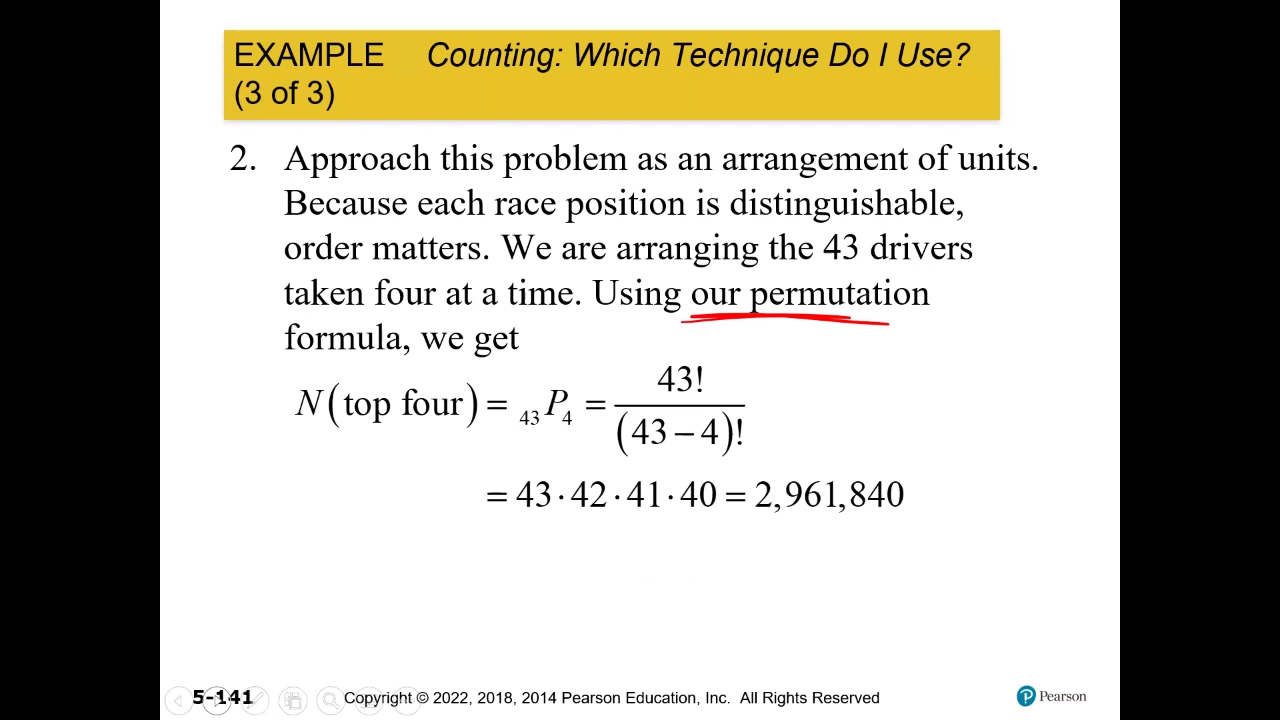 EXAMPLE Counting: Which Technique Do I Use?
(3 of 3)
2. Approach this problem as an arrangement of units.
Because each race position is distinguishable,
order matters. We are arranging the 43 drivers
taken four at a time. Using our permutation
formula, we get
N(top four) = ₄₃P₄ = 43! / (43 − 4)!
= 43 · 42 · 41 · 40 = 2,961,840
5-141 Copyright © 2022, 2018, 2014 Pearson Education, Inc. All Rights Reserved P Pearson